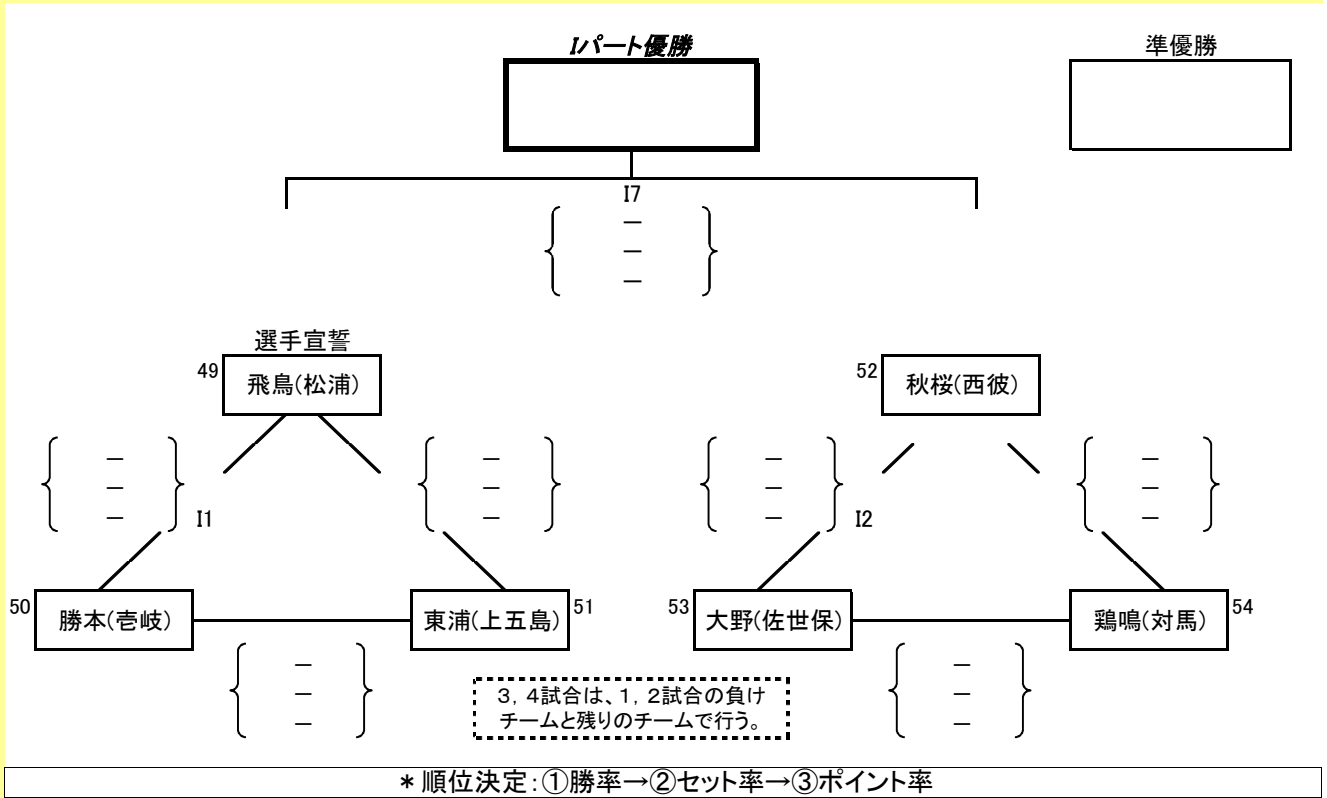 Iパート優勝
準優勝
I7
－
－
－
選手宣誓
49
飛鳥(松浦)
52
秋桜(西彼)
－
－
－
I1
－
－
－
－
－
－
I2
－
－
－
50
勝本(壱岐)
東浦(上五島)
51
53
大野(佐世保)
鶏鳴(対馬)
54
－
－
－
3，4試合は、1，2試合の負け
チームと残りのチームで行う。
－
－
－
＊順位決定：①勝率→②セット率→③ポイント率